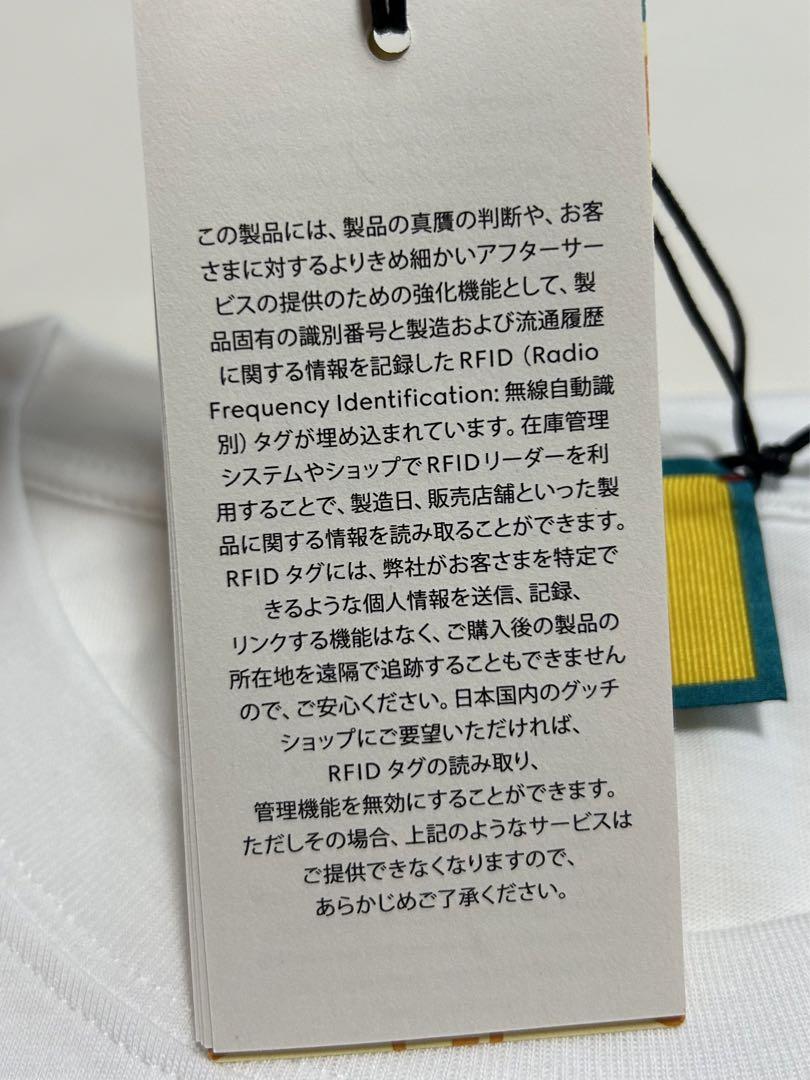 この製品には、製品の真贋の判断や、お客
さまに対するよりきめ細かいアフターサー
ビスの提供のための強化機能として、製
品固有の識別番号と製造および流通履歴
に関する情報を記録したRFID（Radio
Frequency Identification: 無線自動識
別）タグが埋め込まれています。在庫管理
システムやショップでRFIDリーダーを利
用することで、製造日、販売店舗といった製
品に関する情報を読み取ることができます。
RFID タグには、弊社がお客さまを特定で
きるような個人情報を送信、記録、
リンクする機能はなく、ご購入後の製品の
所在地を遠隔で追跡することもできません
ので、ご安心ください。日本国内のグッチ
ショップにご要望いただければ、
RFID タグの読み取り、
管理機能を無効にすることができます。
ただしその場合、上記のようなサービスは
ご提供できなくなりますので、
あらかじめご了承ください。